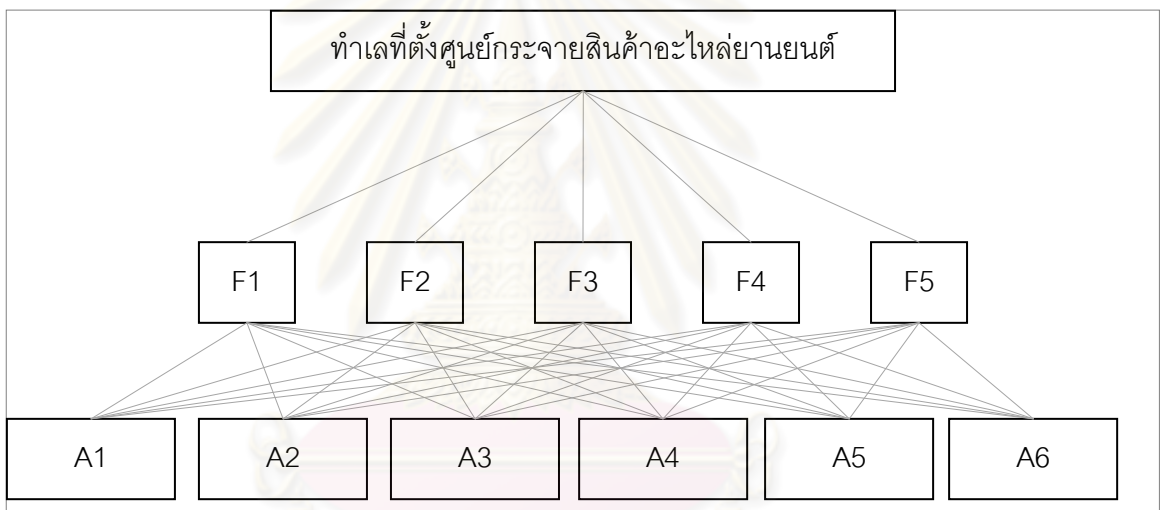 ทำเลที่ตั้งศูนย์กระจายสินค้าอะไหล่ยานยนต์
F1 F2 F3 F4 F5
A1 A2 A3 A4 A5 A6